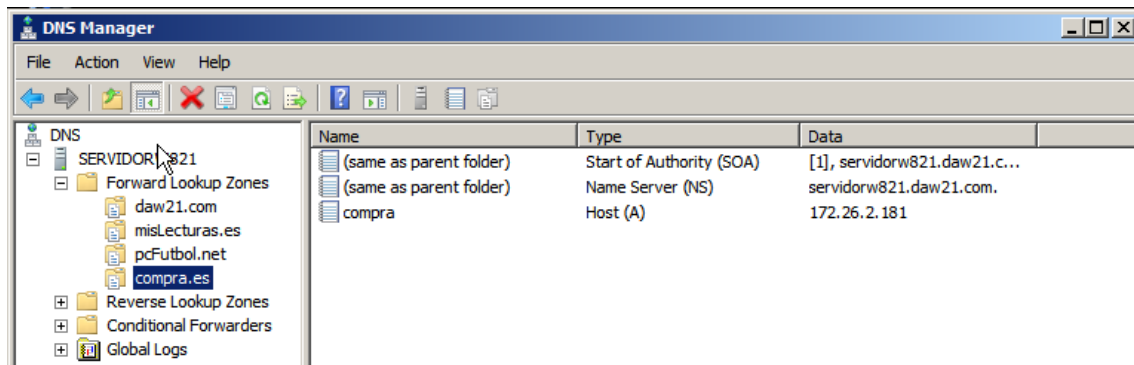 DNS Manager
File Action View Help
DNS
SERVIDORW821
Forward Lookup Zones
daw21.com
misLecturas.es
pcFutbol.net
compra.es
Reverse Lookup Zones
Conditional Forwarders
Global Logs
Name Type Data
(same as parent folder) Start of Authority (SOA) [1], servidorw821.daw21.c...
(same as parent folder) Name Server (NS) servidorw821.daw21.com.
compra Host (A) 172.26.2.181